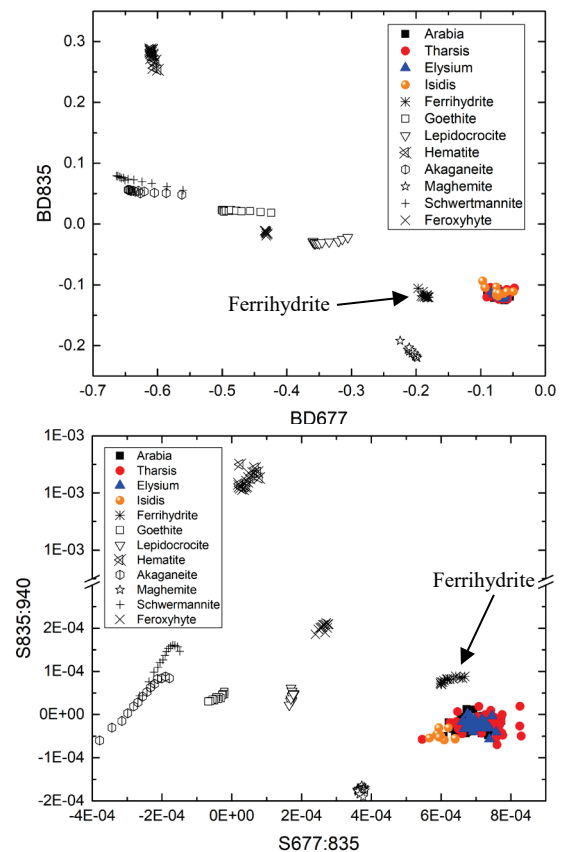 0.3
0.2
0.1
0.0
-0.1
-0.2
BD835
Arabia
Tharsis
Elysium
Isidis
Ferrihydrite
Goethite
Lepidocrocite
Hematite
Akaganeite
Maghemite
Schwertmannite
Feroxyhyte
Ferrihydrite
-0.7 -0.6 -0.5 -0.4 -0.3 -0.2 -0.1 0.0
BD677
1E-03
1E-03
1E-03
2E-04
1E-04
0E+00
-1E-04
-2E-04
S835:940
Arabia
Tharsis
Elysium
Isidis
Ferrihydrite
Goethite
Lepidocrocite
Hematite
Akaganeite
Maghemite
Schwermannite
Feroxyhyte
Ferrihydrite
-4E-04 -2E-04 0E+00 2E-04 4E-04 6E-04 8E-04
S677:835